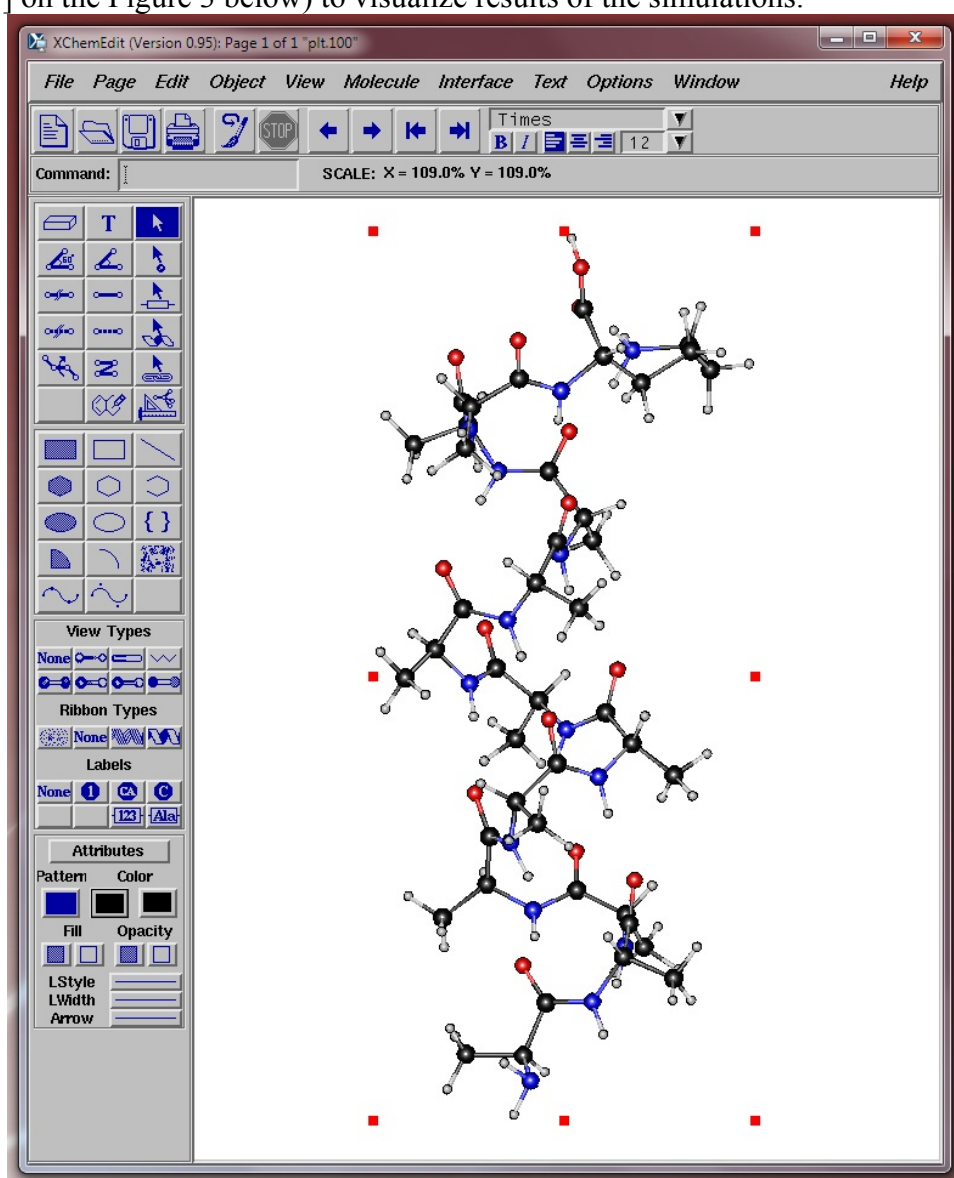 ] on the Figure 3 below) to visualize results of the simulations.
XChemEdit (Version 0.95): Page 1 of 1 "plt.100"
File Page Edit Object View Molecule Interface Text Options Window Help
STOP Times
B I 12
Command: SCALE: X = 109.0% Y = 109.0%
T
60°
{ }
View Types
None
Ribbon Types
None
Labels
None 1 CA C
123 Ala
Attributes
Pattern Color
Fill Opacity
LStyle
LWidth
Arrow